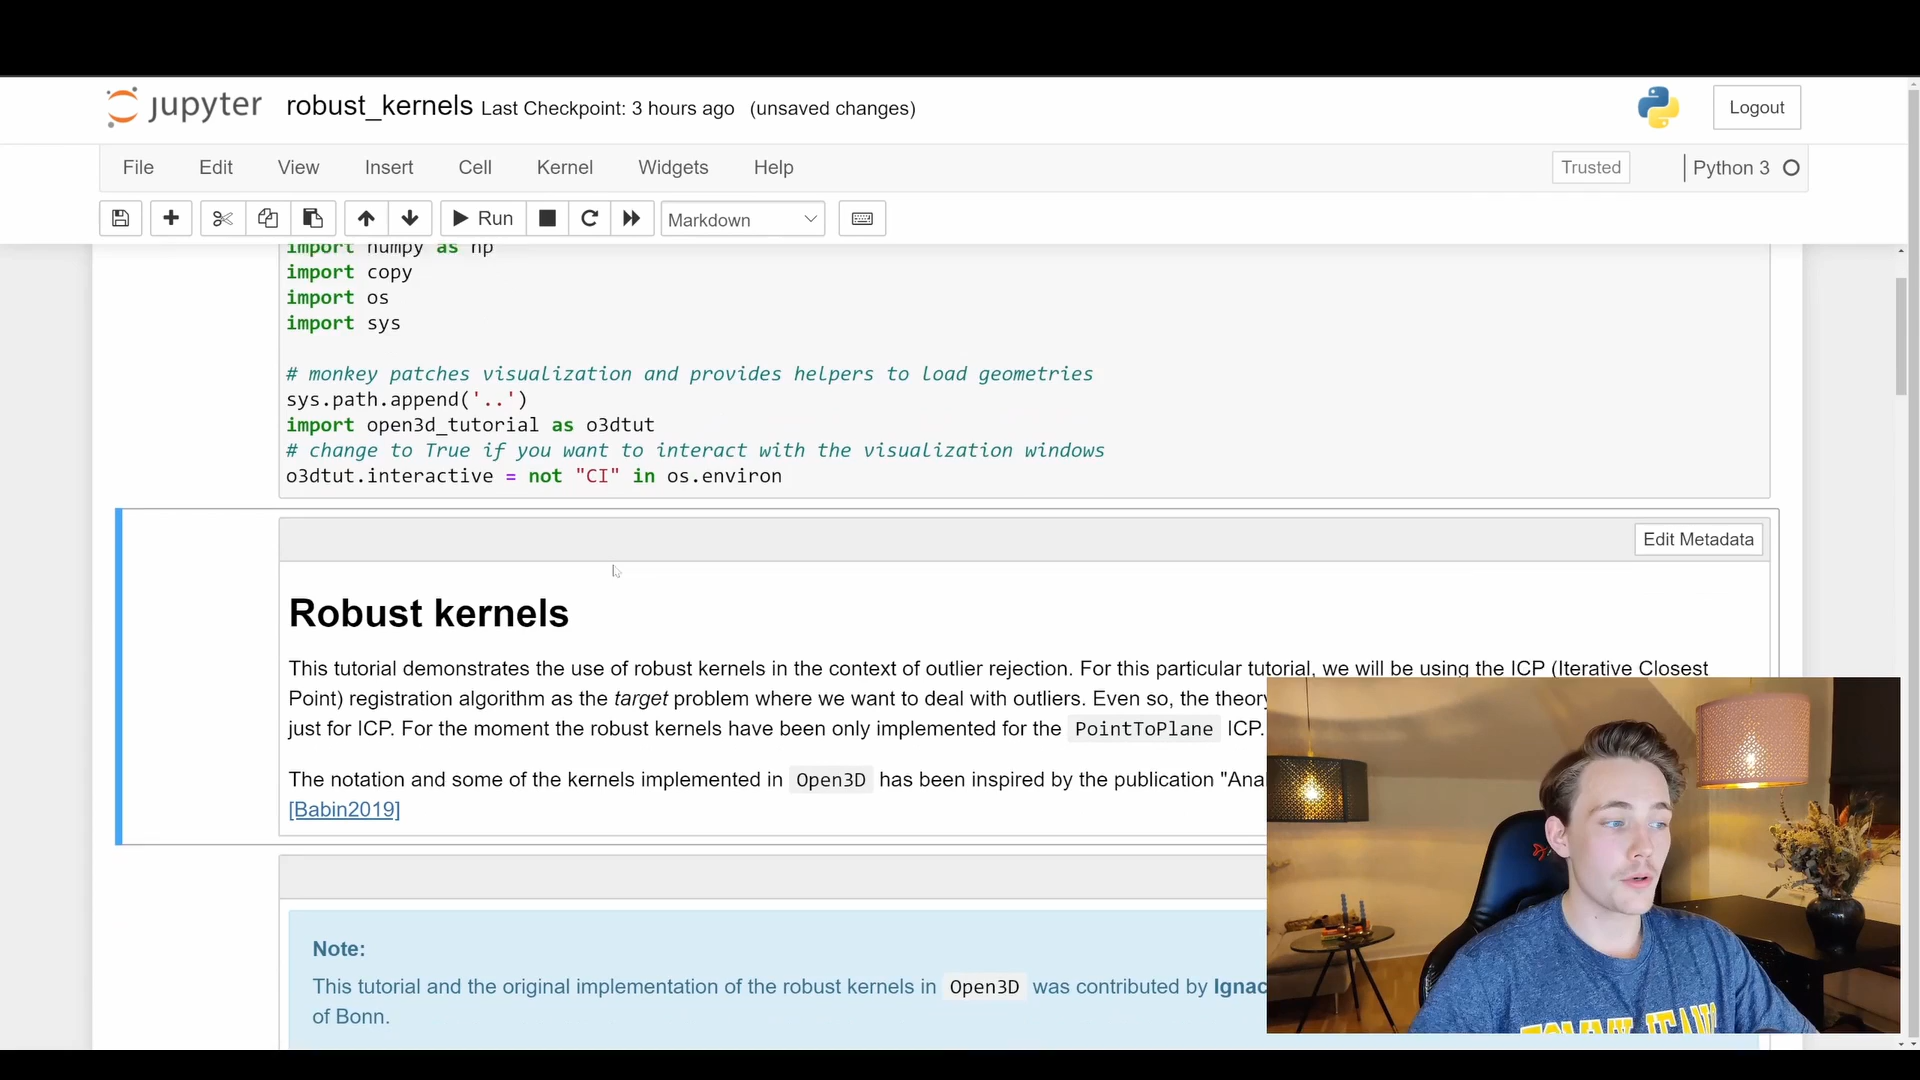 jupyter robust_kernels Last Checkpoint: 3 hours ago (unsaved changes) Logout
File Edit View Insert Cell Kernel Widgets Help Trusted Python 3
Run Markdown
import numpy as np
import copy
import os
import sys
# monkey patches visualization and provides helpers to load geometries
sys.path.append('..')
import open3d_tutorial as o3dtut
# change to True if you want to interact with the visualization windows
o3dtut.interactive = not "CI" in os.environ
Edit Metadata
Robust kernels
This tutorial demonstrates the use of robust kernels in the context of outlier rejection. For this particular tutorial, we will be using the ICP (Iterative Closest
Point) registration algorithm as the target problem where we want to deal with outliers. Even so, the theory
just for ICP. For the moment the robust kernels have been only implemented for the PointToPlane ICP.
The notation and some of the kernels implemented in Open3D has been inspired by the publication "Ana
[Babin2019]
Note:
This tutorial and the original implementation of the robust kernels in Open3D was contributed by Ignac
of Bonn.
TOMMY JEANS